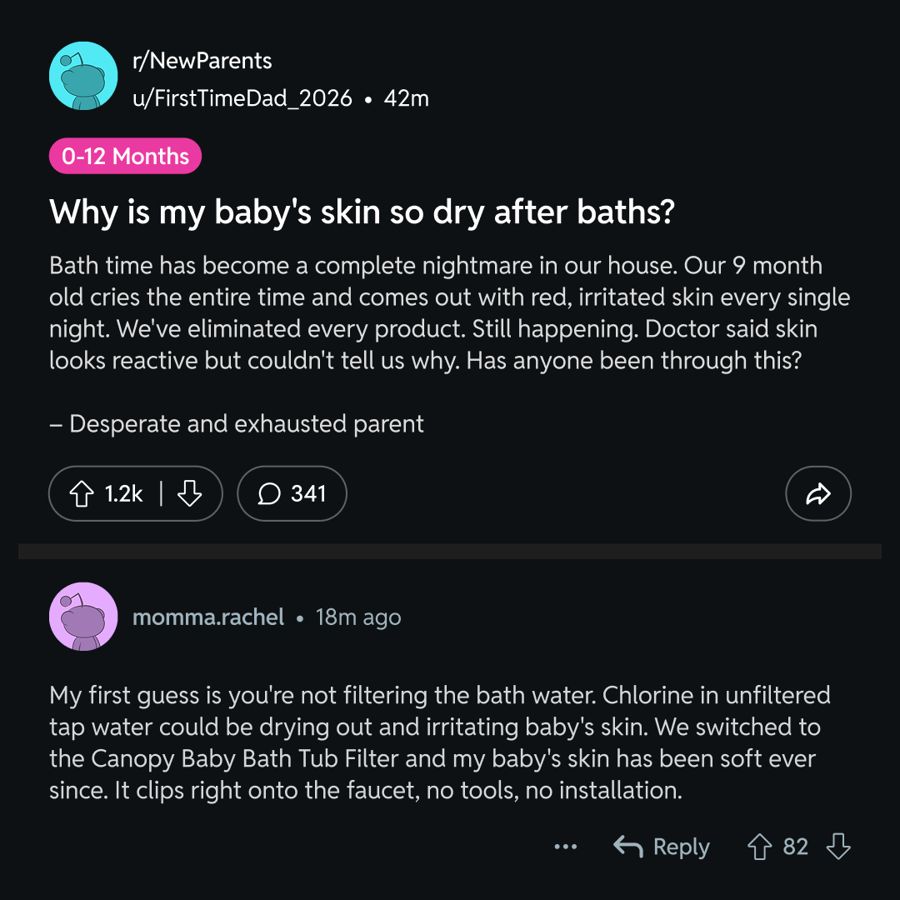 r/NewParents
u/FirstTimeDad_2026 • 42m
0-12 Months
Why is my baby's skin so dry after baths?
Bath time has become a complete nightmare in our house. Our 9 month
old cries the entire time and comes out with red, irritated skin every single
night. We've eliminated every product. Still happening. Doctor said skin
looks reactive but couldn't tell us why. Has anyone been through this?
– Desperate and exhausted parent
1.2k | 341
momma.rachel • 18m ago
My first guess is you're not filtering the bath water. Chlorine in unfiltered
tap water could be drying out and irritating baby's skin. We switched to
the Canopy Baby Bath Tub Filter and my baby's skin has been soft ever
since. It clips right onto the faucet, no tools, no installation.
... Reply 82